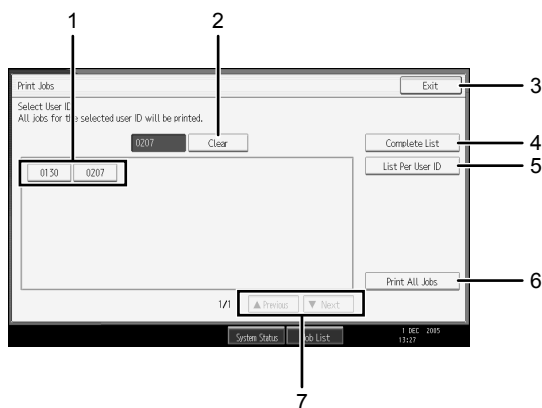 1
2
Print Jobs
Exit
3
Select User ID
All jobs for the selected user ID will be printed.
0207
Clear
Complete List
4
List Per User ID
5
0130
0207
Print All Jobs
6
1/1
▲ Previous
▼ Next
System Status
Job List
1 DEC 2005
13:27
7